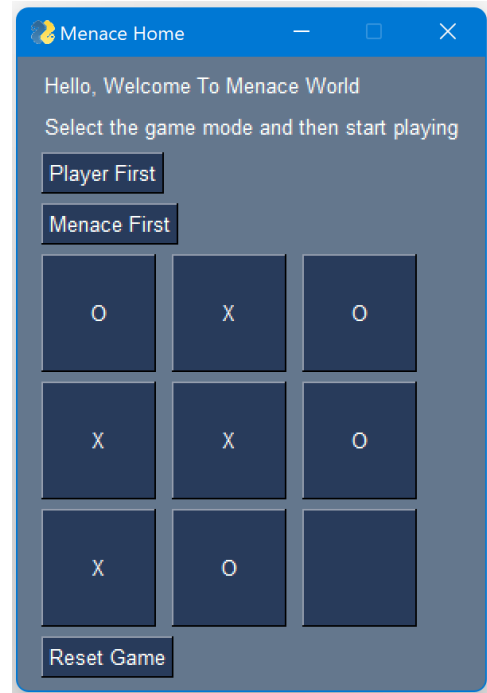 Menace Home
Hello, Welcome To Menace World
Select the game mode and then start playing
Player First
Menace First
O X O
X X O
X O
Reset Game